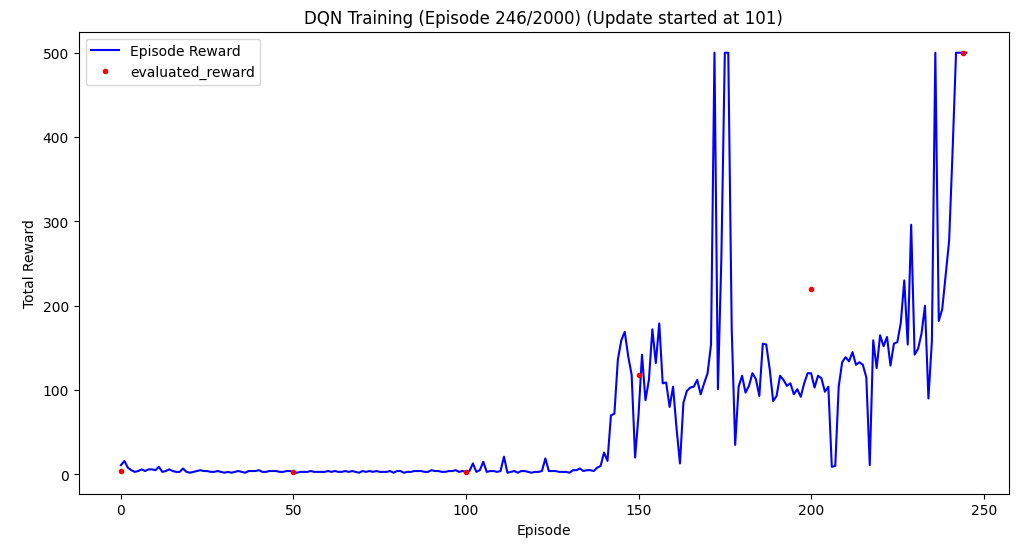 DQN Training (Episode 246/2000) (Update started at 101)
Episode Reward
evaluated_reward
Total Reward
500
400
300
200
100
0
0
50
100
150
200
250
Episode